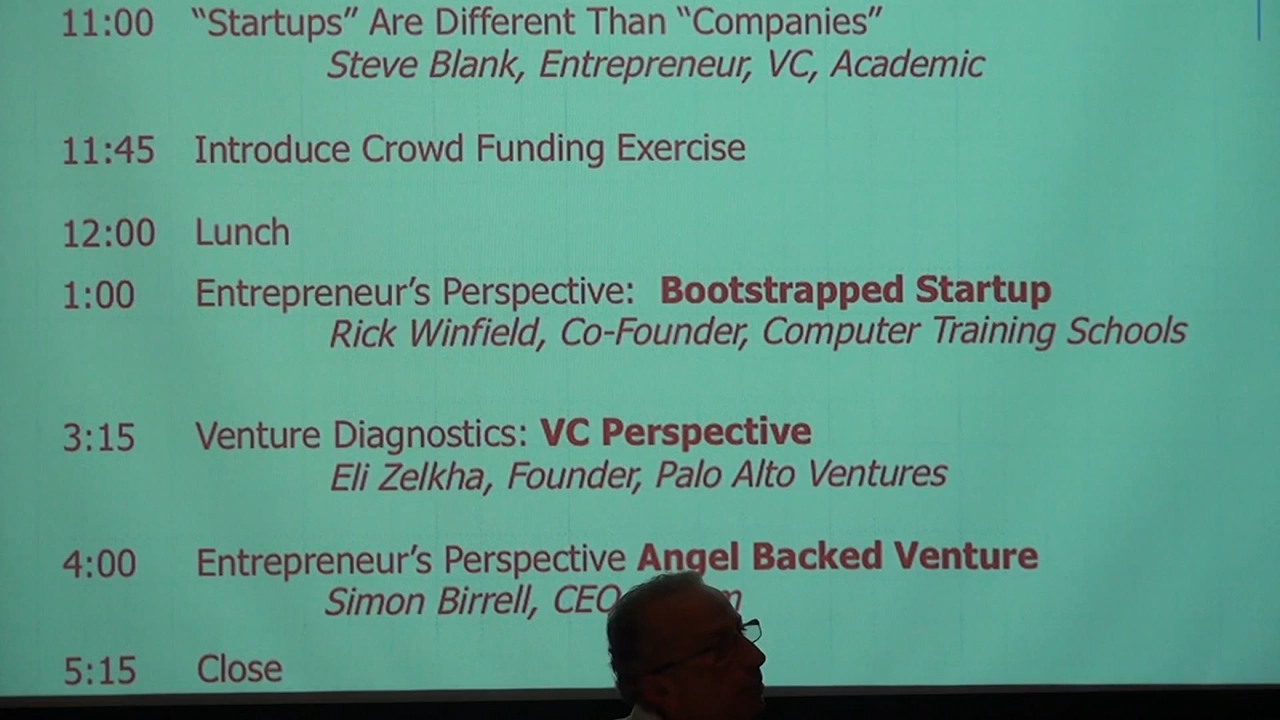 11:00 “Startups” Are Different Than “Companies”
Steve Blank, Entrepreneur, VC, Academic
11:45 Introduce Crowd Funding Exercise
12:00 Lunch
1:00 Entrepreneur’s Perspective: Bootstrapped Startup
Rick Winfield, Co-Founder, Computer Training Schools
3:15 Venture Diagnostics: VC Perspective
Eli Zelkha, Founder, Palo Alto Ventures
4:00 Entrepreneur’s Perspective Angel Backed Venture
Simon Birrell, CEO
5:15 Close